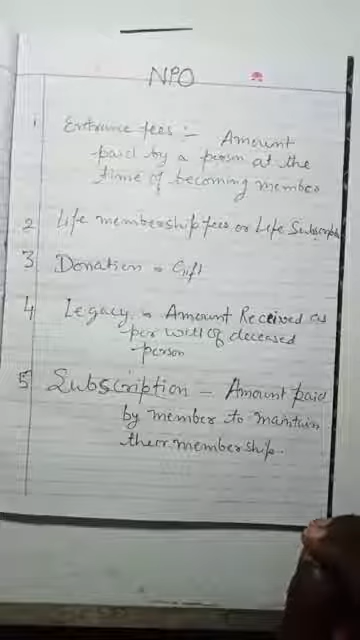 NPO
1 Entrance fees :- Amount
paid by a person at the
time of becoming member
2 Life membership fees or Life Subscript
3 Donation = Gift
4 Legacy = Amount Received as
per will of deceased
person
5 Subscription - Amount paid
by member to maintain
their membership.